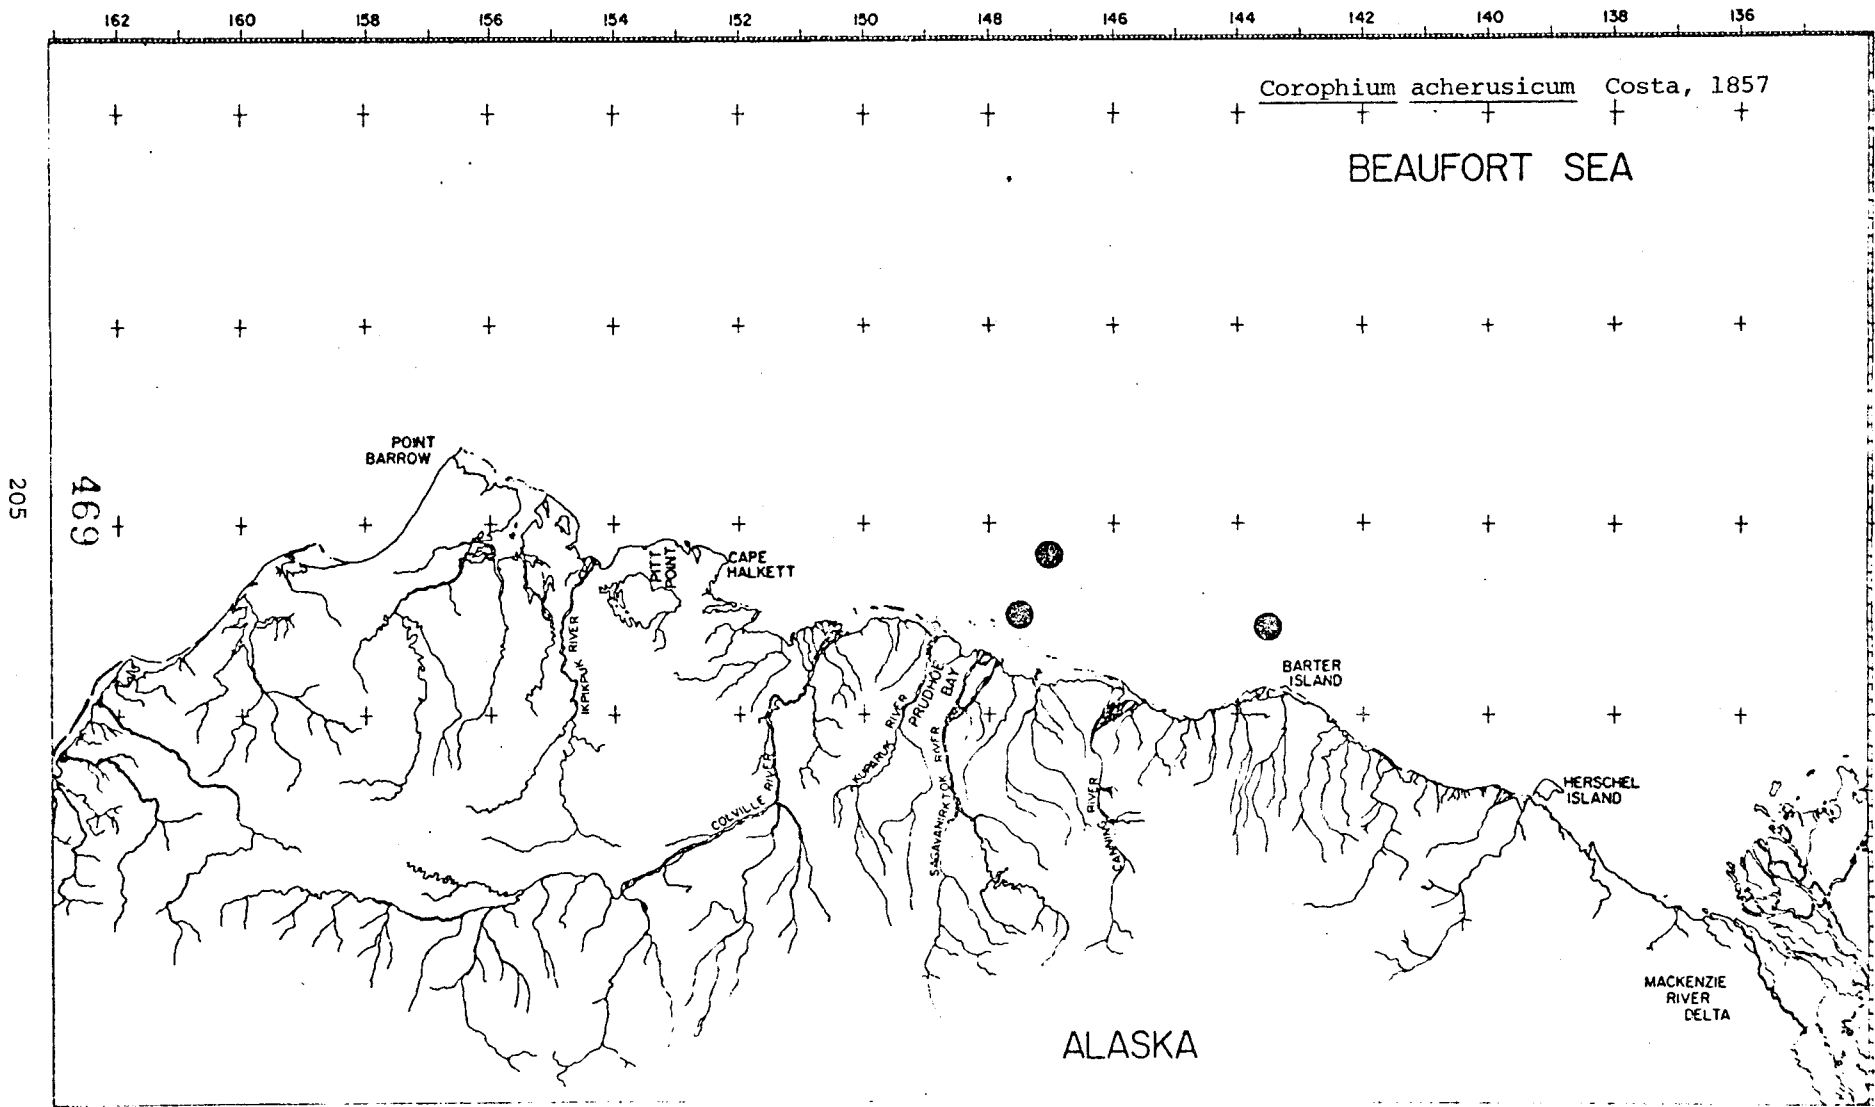 162 160 158 156 154 152 150 148 146 144 142 140 138 136
Corophium acherusicum Costa, 1857
BEAUFORT SEA
POINT
BARROW
205
469
PITT
POINT
CAPE
HALKETT
IKPIKPUK RIVER
COLVILLE RIVER
KUPARUK RIVER
PRUDHOE
BAY
SAGAVANIRKTOK RIVER
CANNING RIVER
BARTER
ISLAND
HERSCHEL
ISLAND
MACKENZIE
RIVER
DELTA
ALASKA